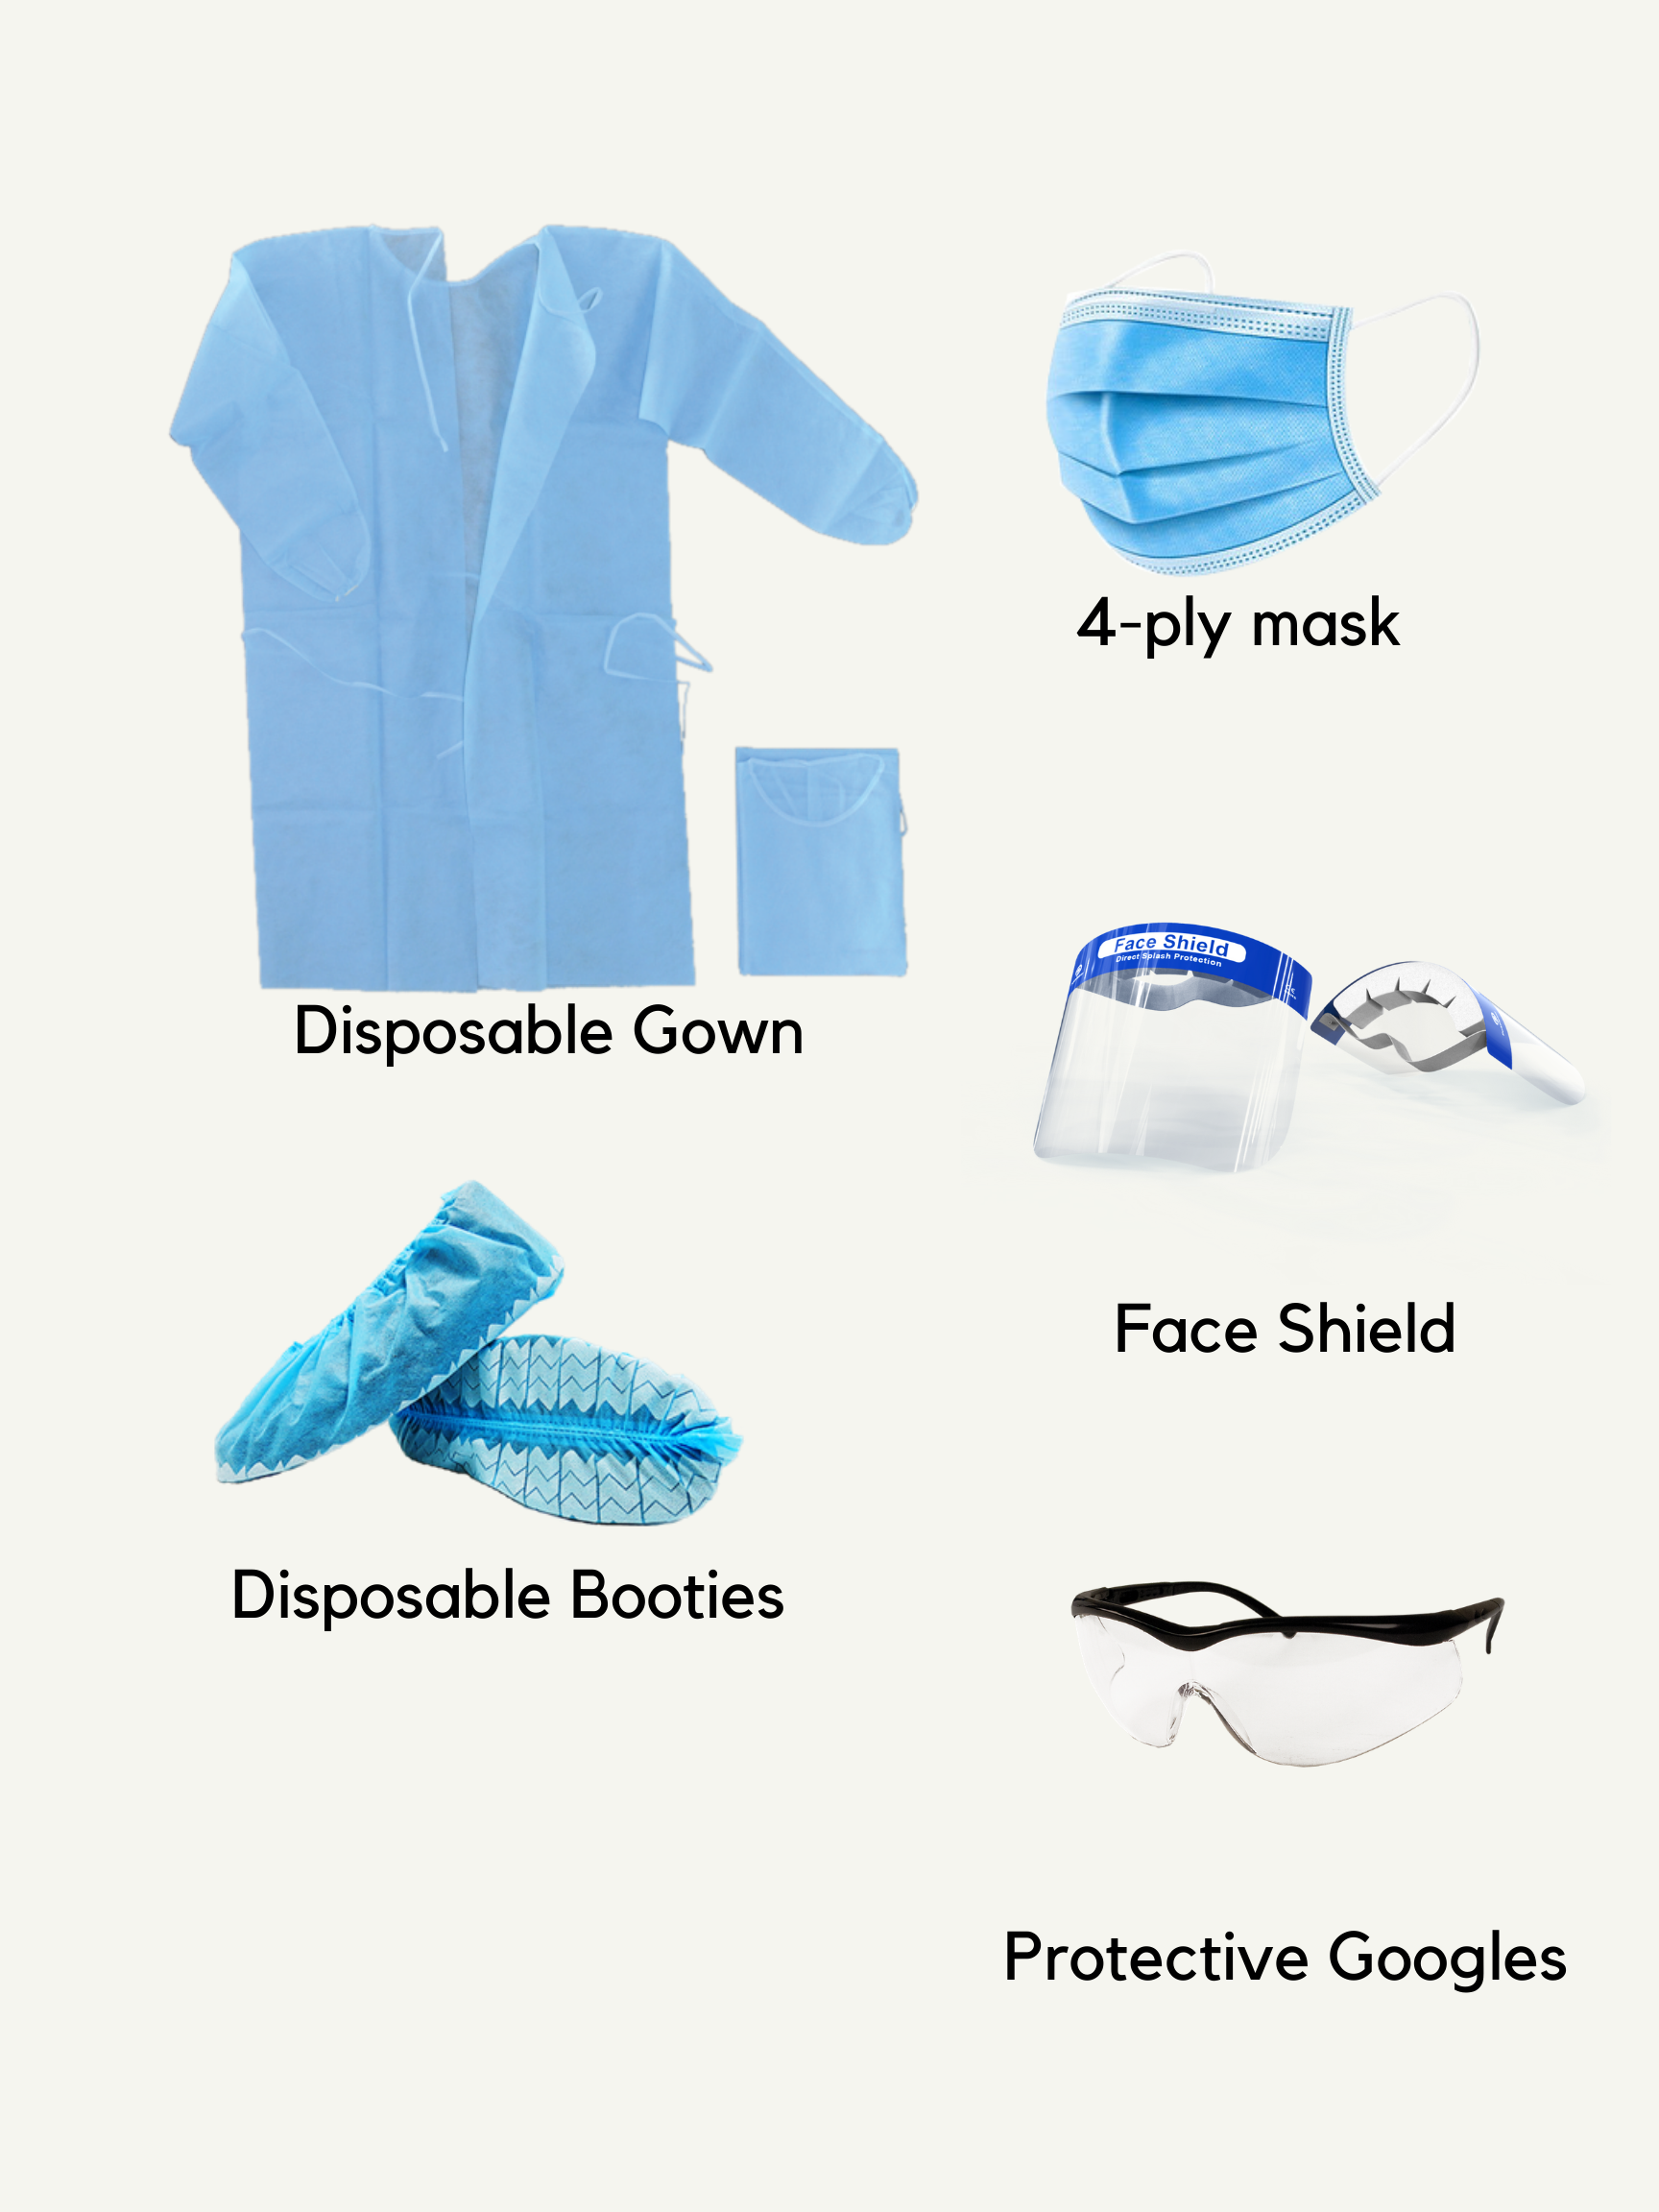 4-ply mask
Face Shield
Direct Splash Protection
Disposable Gown
Face Shield
Disposable Booties
Protective Googles